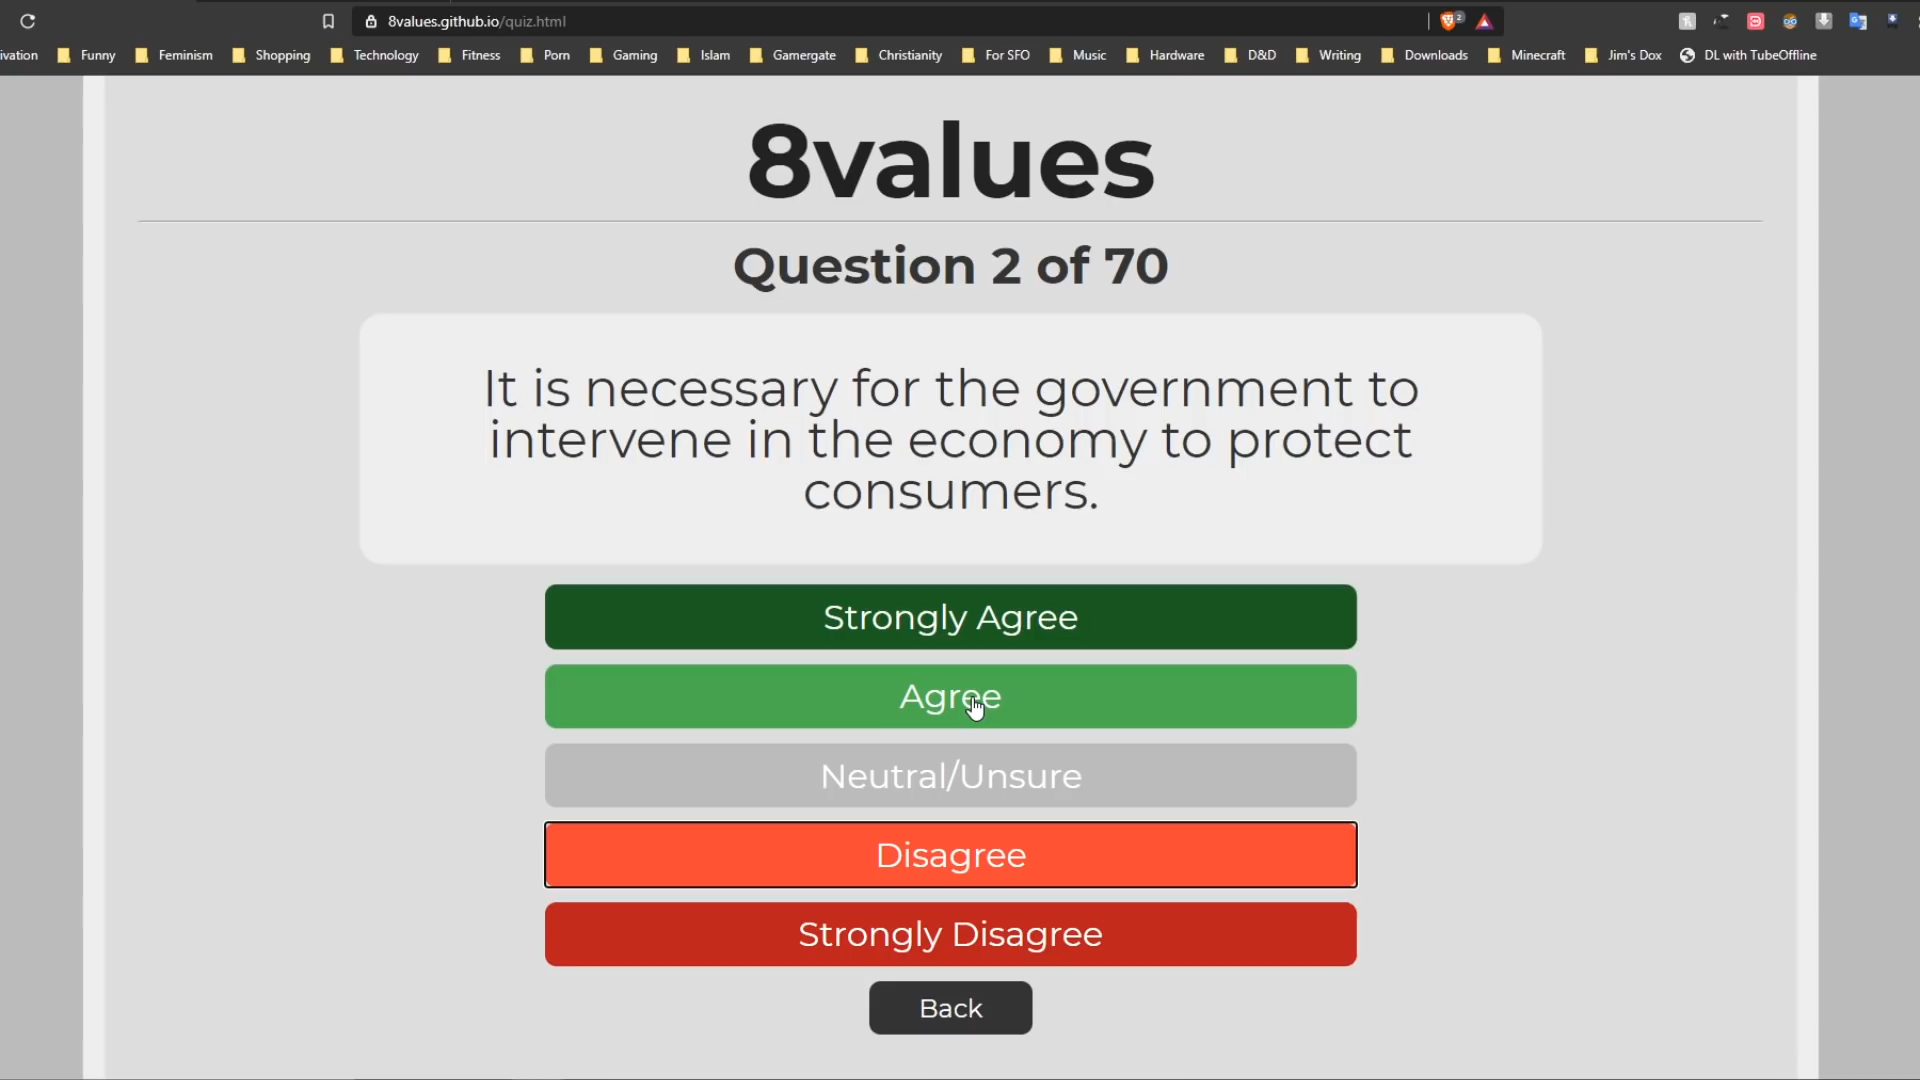 8values.github.io/quiz.html
2
ivation Funny Feminism Shopping Technology Fitness Porn Gaming Islam Gamergate Christianity For SFO Music Hardware D&D Writing Downloads Minecraft Jim's Dox DL with TubeOffline
8values
Question 2 of 70
It is necessary for the government to
intervene in the economy to protect
consumers.
Strongly Agree
Agree
Neutral/Unsure
Disagree
Strongly Disagree
Back